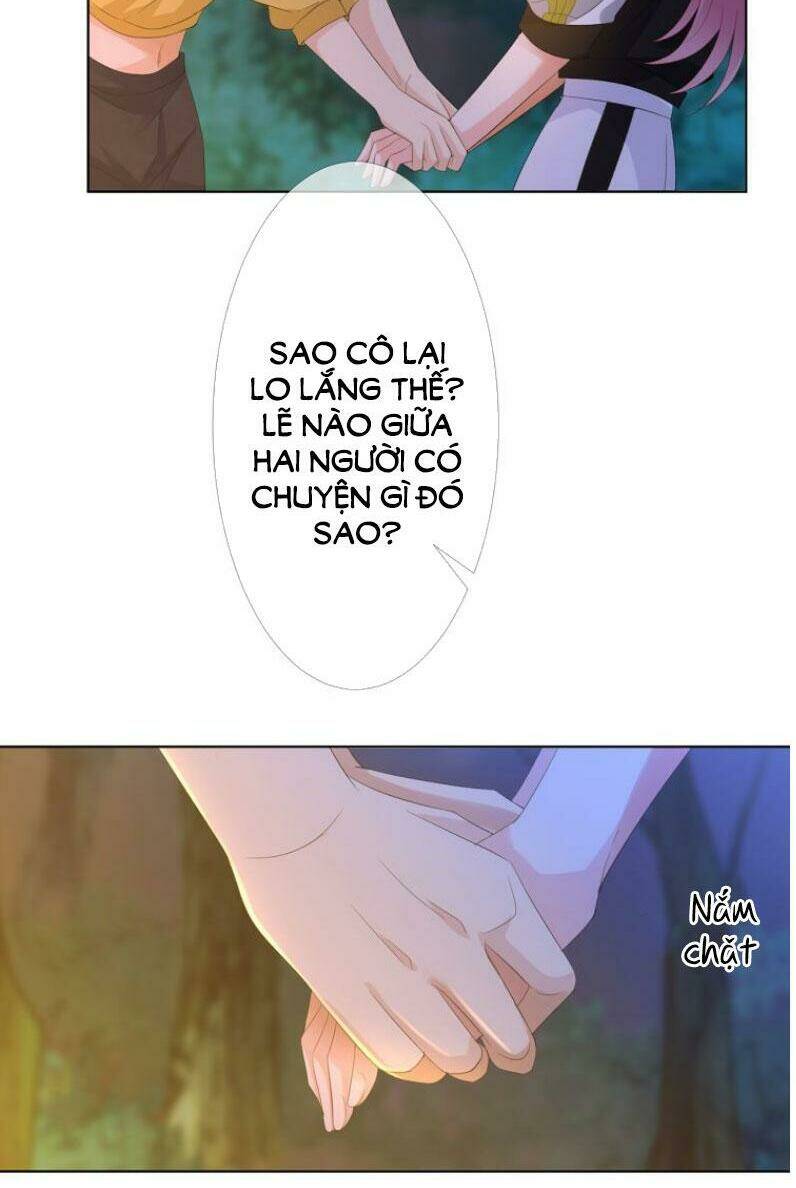 SAO CÔ LẠI
LO LẮNG THẾ?
LẼ NÀO GIỮA
HAI NGƯỜI CÓ
CHUYỆN GÌ ĐÓ
SAO?
Nắm
chặt